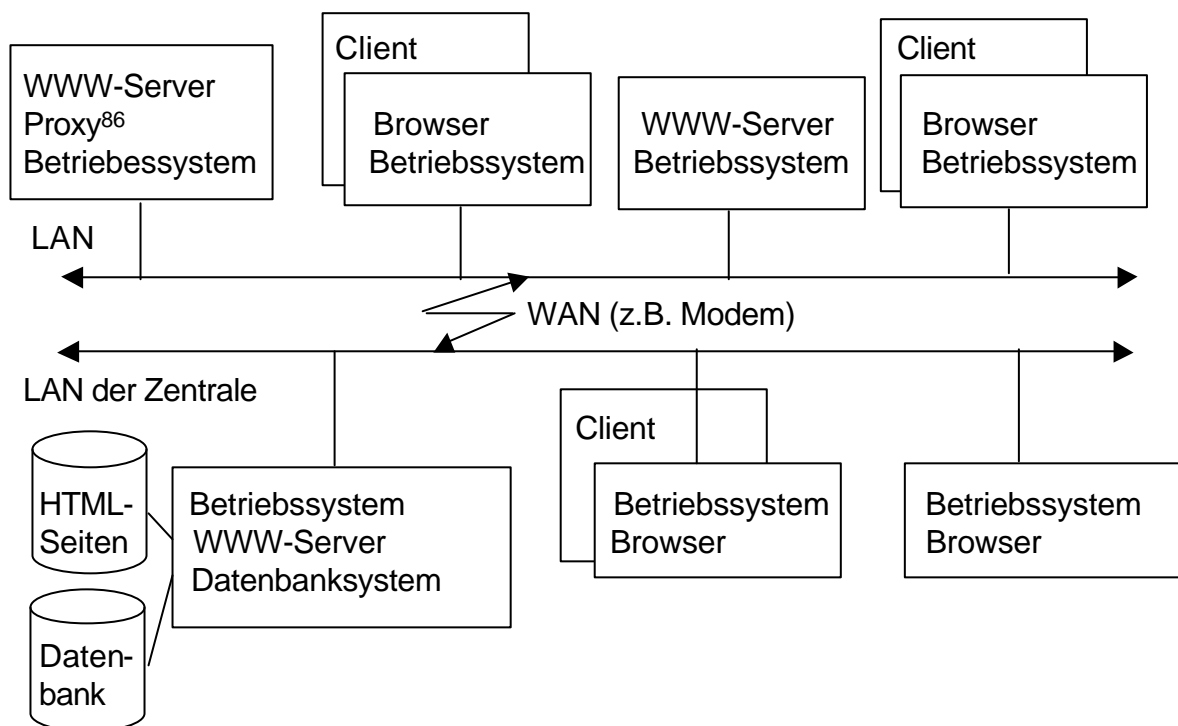 WWW-Server
Proxy⁸⁶
Betriebessystem
Client
Browser
Betriebssystem
WWW-Server
Betriebssystem
Client
Browser
Betriebssystem
LAN
WAN (z.B. Modem)
LAN der Zentrale
HTML-
Seiten
Daten-
bank
Betriebssystem
WWW-Server
Datenbanksystem
Client
Betriebssystem
Browser
Betriebssystem
Browser